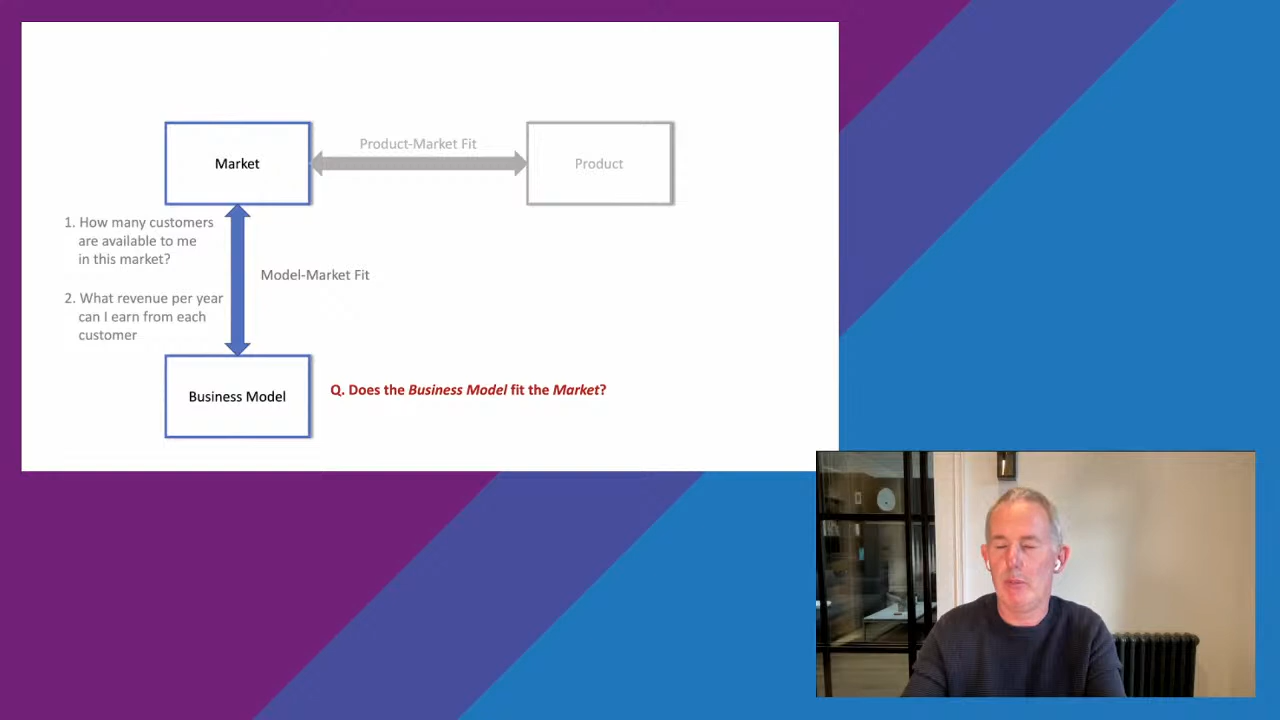 Product-Market Fit
Market
Product
1. How many customers
are available to me
in this market?
Model-Market Fit
2. What revenue per year
can I earn from each
customer
Business Model
Q. Does the Business Model fit the Market?